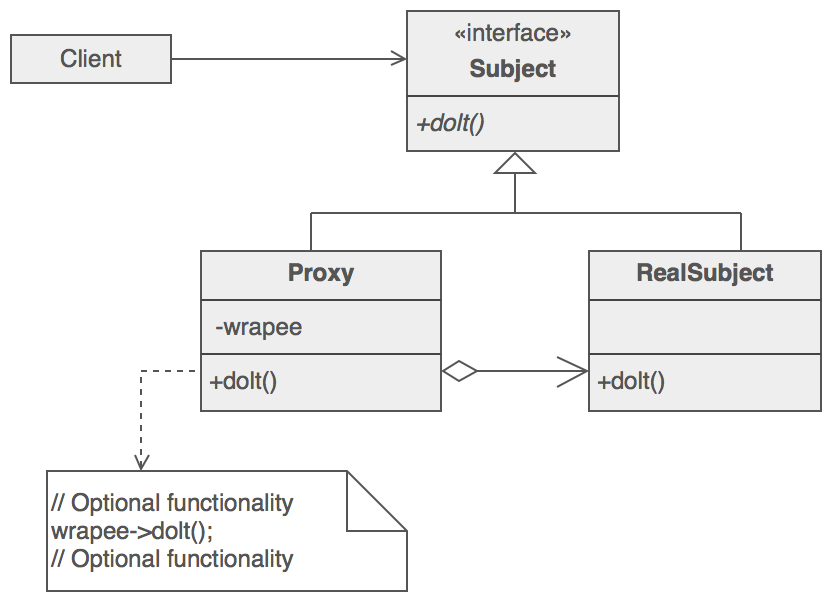 Client
«interface»
Subject
+doIt()
Proxy
-wrapee
+doIt()
RealSubject
+doIt()
// Optional functionality
wrapee->doIt();
// Optional functionality